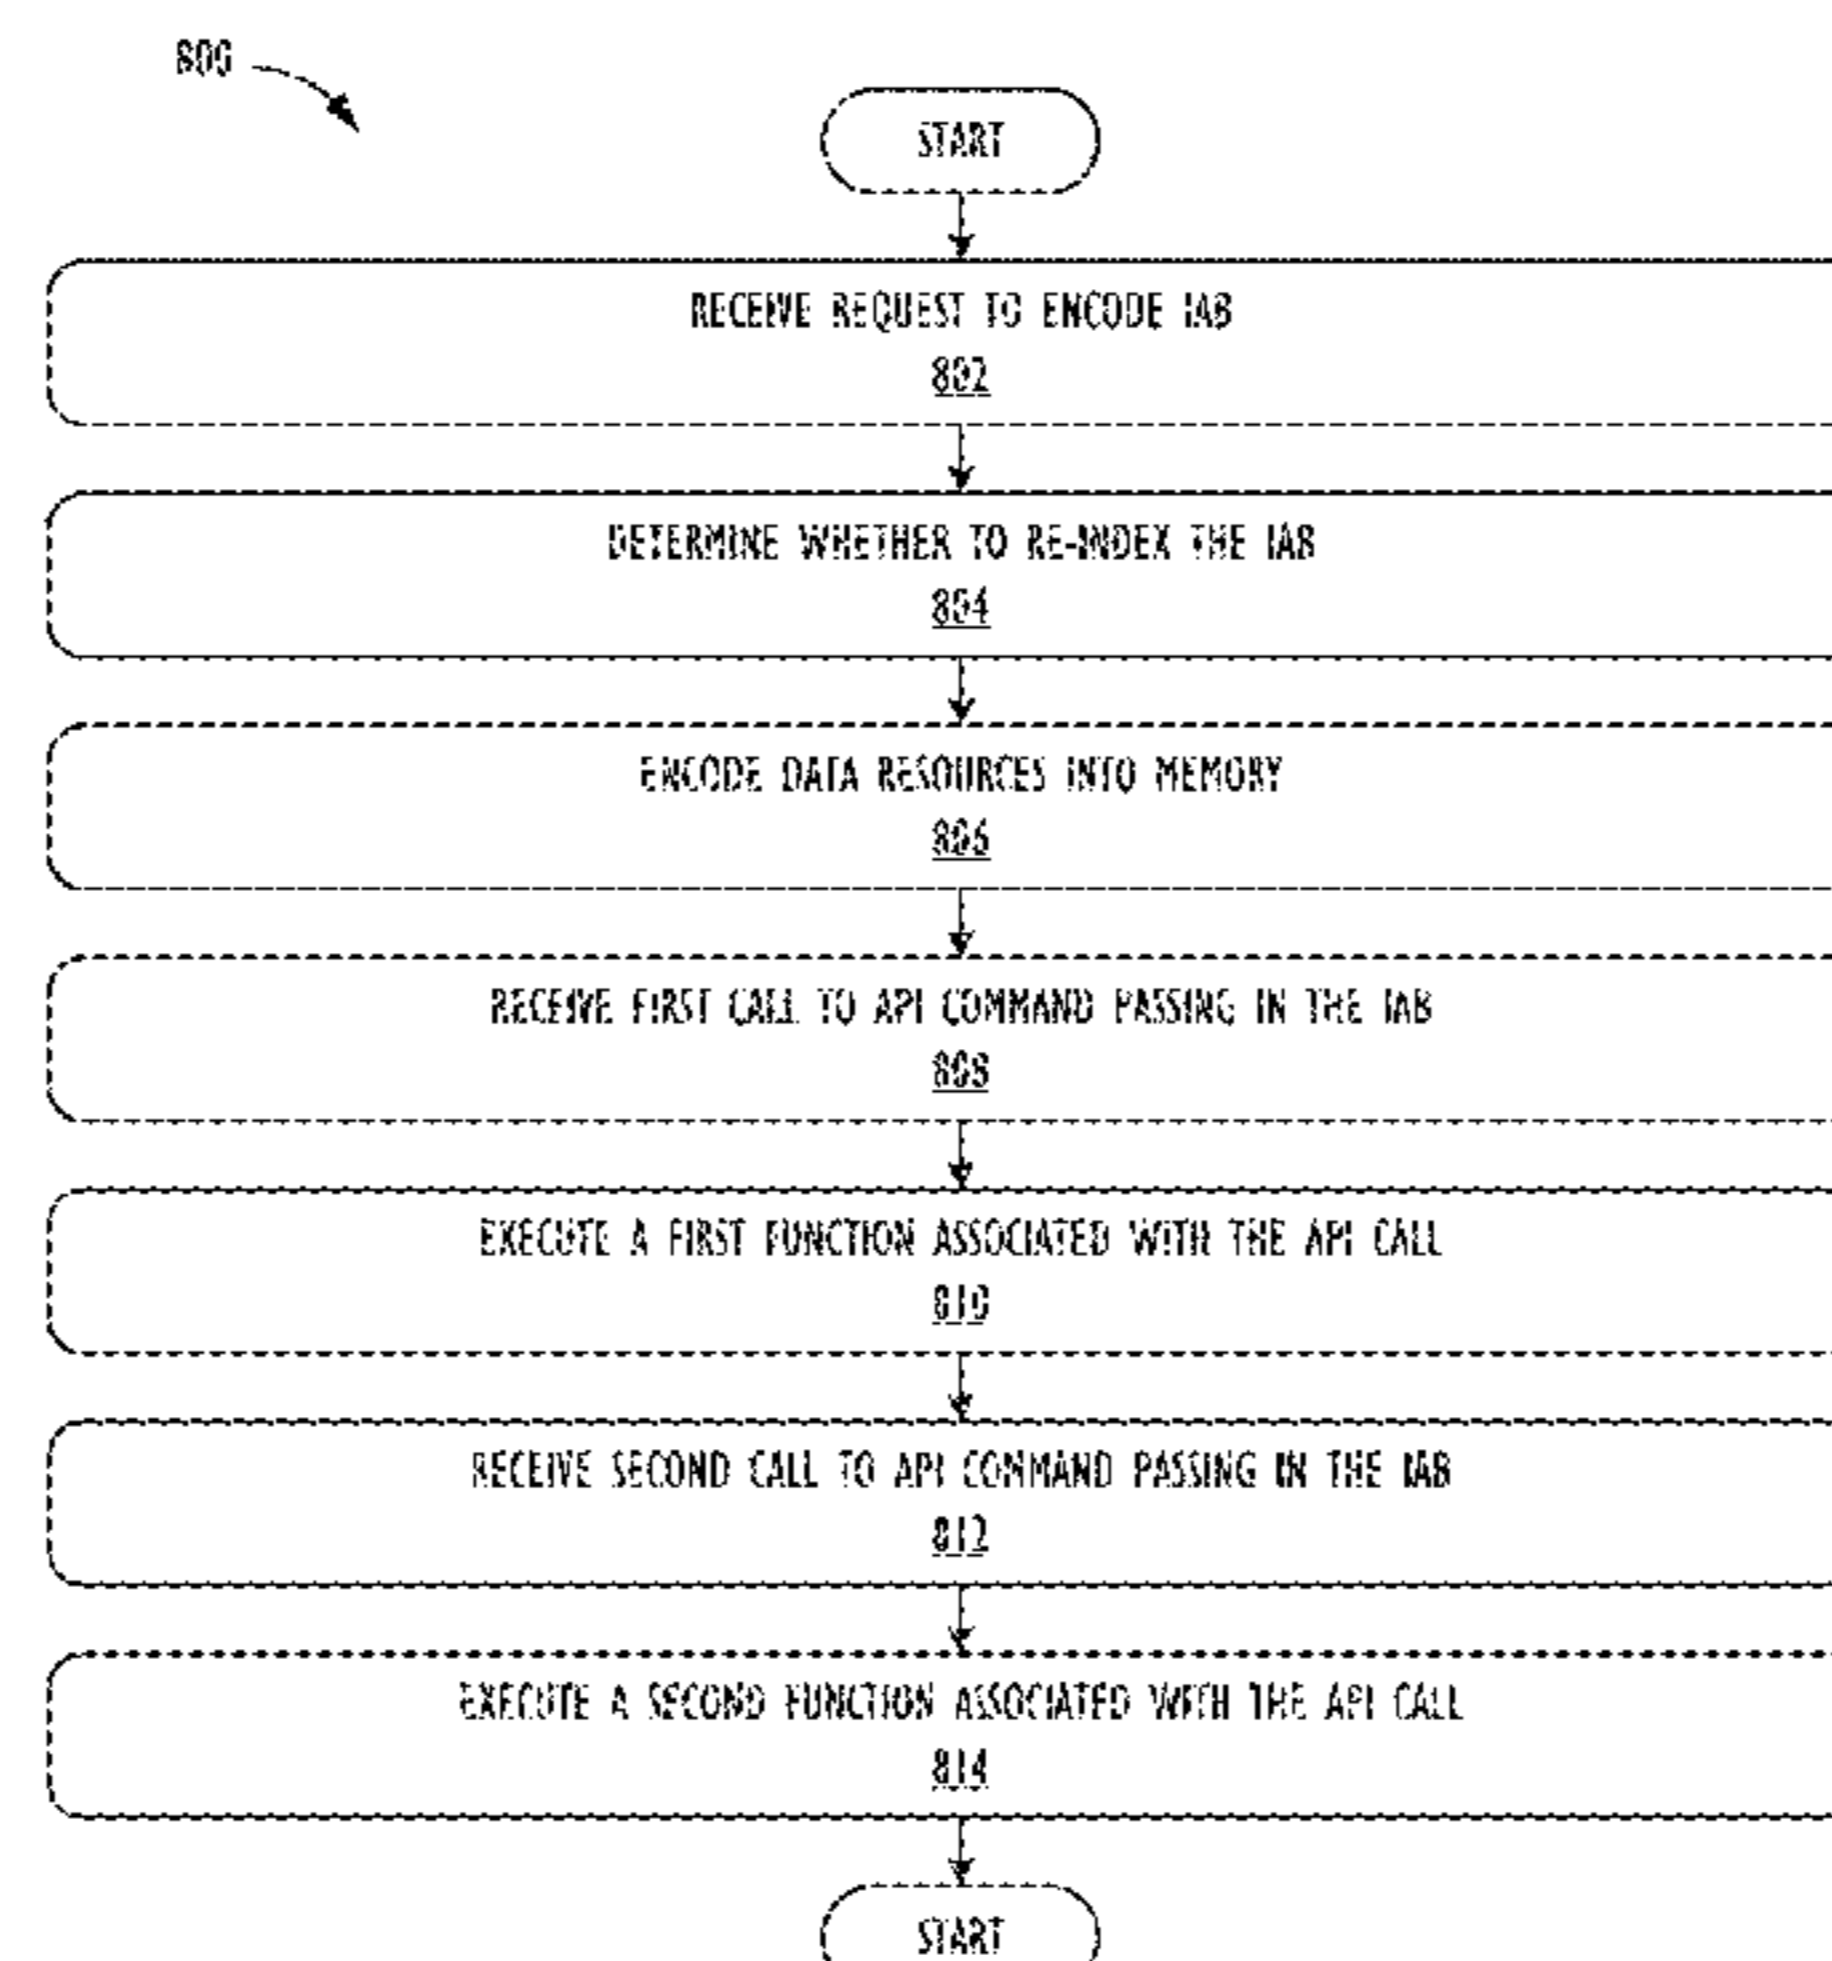 800
START
RECEIVE REQUEST TO ENCODE IAB
802
DETERMINE WHETHER TO RE-INDEX THE IAB
804
ENCODE DATA RESOURCES INTO MEMORY
806
RECEIVE FIRST CALL TO API COMMAND PASSING IN THE IAB
808
EXECUTE A FIRST FUNCTION ASSOCIATED WITH THE API CALL
810
RECEIVE SECOND CALL TO API COMMAND PASSING IN THE IAB
812
EXECUTE A SECOND FUNCTION ASSOCIATED WITH THE API CALL
814
START